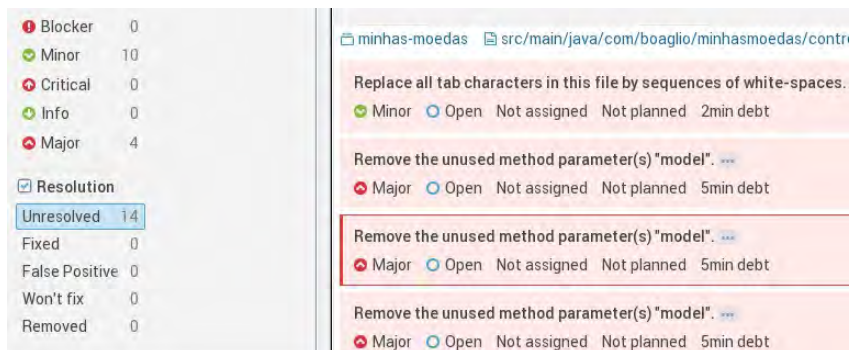 Blocker 0
Minor 10
Critical 0
Info 0
Major 4
Resolution
Unresolved 14
Fixed 0
False Positive 0
Won't fix 0
Removed 0
minhas-moedas src/main/java/com/boaglio/minhasmoedas/contr
Replace all tab characters in this file by sequences of white-spaces.
Minor Open Not assigned Not planned 2min debt
Remove the unused method parameter(s) "model". ...
Major Open Not assigned Not planned 5min debt
Remove the unused method parameter(s) "model". ...
Major Open Not assigned Not planned 5min debt
Remove the unused method parameter(s) "model". ...
Major Open Not assigned Not planned 5min debt